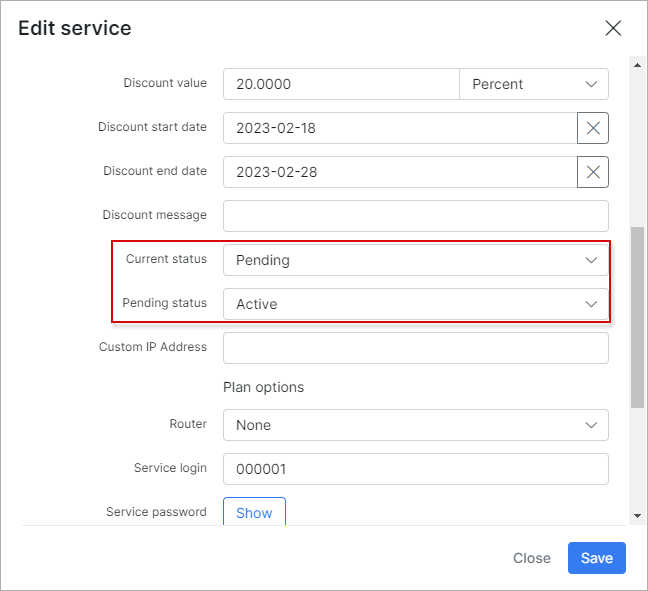 Edit service
Discount value 20.0000 Percent
Discount start date 2023-02-18
Discount end date 2023-02-28
Discount message
Current status Pending
Pending status Active
Custom IP Address
Plan options
Router None
Service login 000001
Service password Show
Close Save